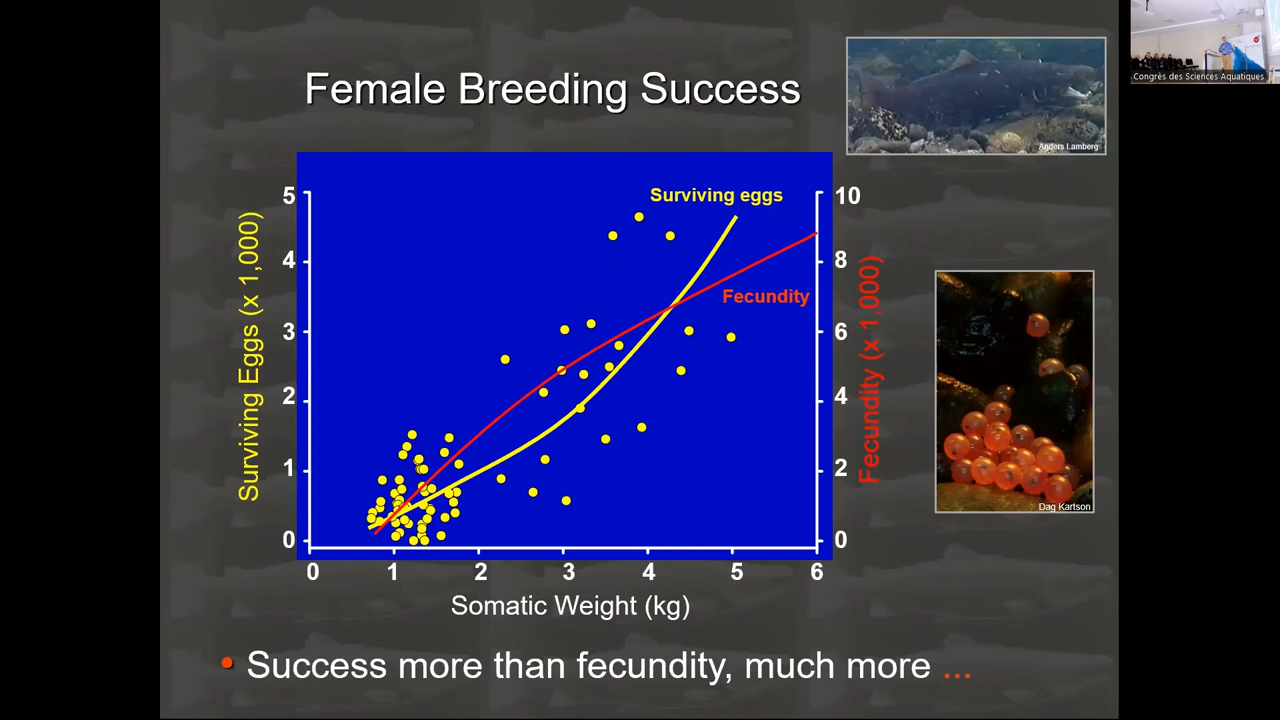 Female Breeding Success
Anders Lamberg
Congrès des Sciences Aquatiques
Surviving Eggs (x 1,000)
5
4
3
2
1
0
Surviving eggs
Fecundity
10
8
6
4
2
0
Fecundity (x 1,000)
0 1 2 3 4 5 6
Somatic Weight (kg)
Dag Kartson
• Success more than fecundity, much more ...